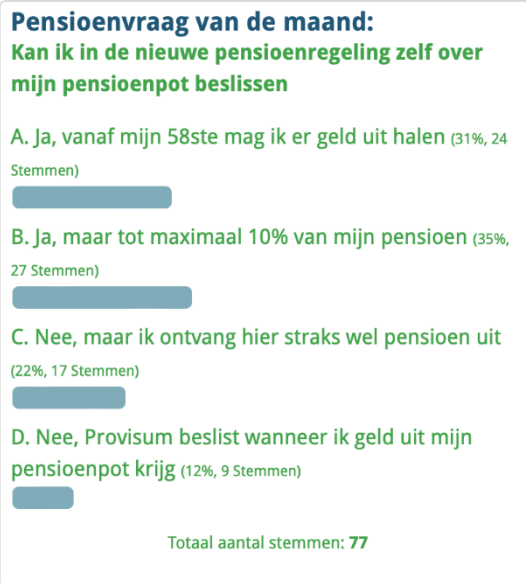 Pensioenvraag van de maand:
Kan ik in de nieuwe pensioenregeling zelf over
mijn pensioenpot beslissen
A. Ja, vanaf mijn 58ste mag ik er geld uit halen (31%, 24
Stemmen)
B. Ja, maar tot maximaal 10% van mijn pensioen (35%,
27 Stemmen)
C. Nee, maar ik ontvang hier straks wel pensioen uit
(22%, 17 Stemmen)
D. Nee, Provisum beslist wanneer ik geld uit mijn
pensioenpot krijg (12%, 9 Stemmen)
Totaal aantal stemmen: 77